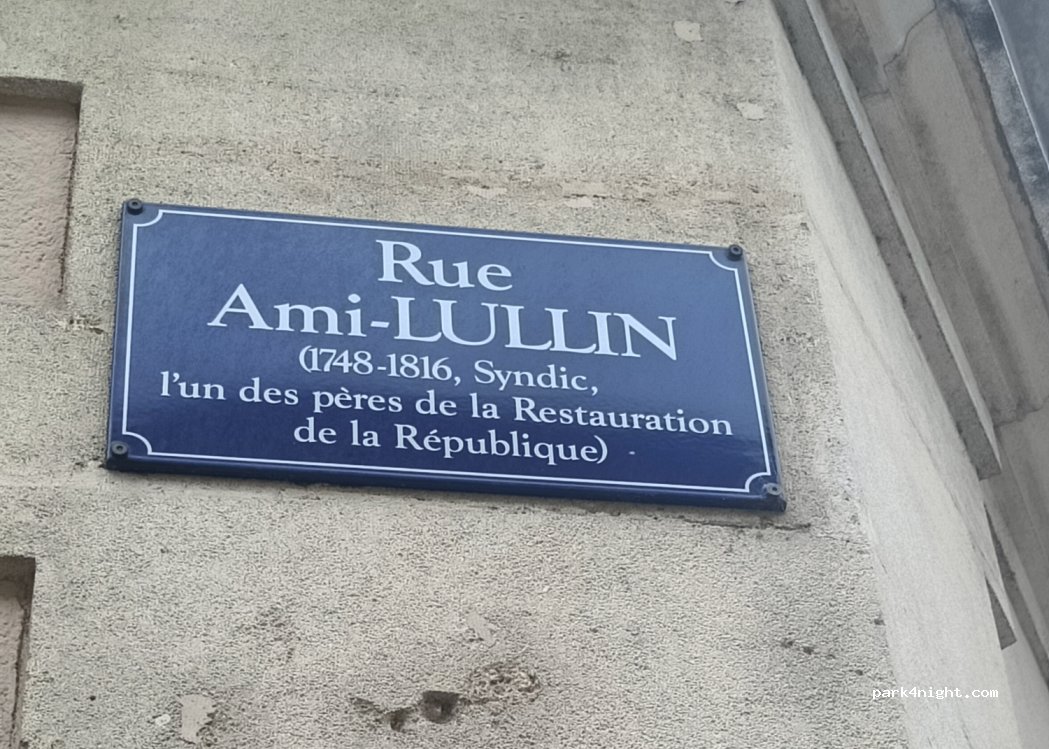 Rue
Ami-LULLIN
(1748-1816, Syndic,
l'un des pères de la Restauration
de la République)
park4night.com